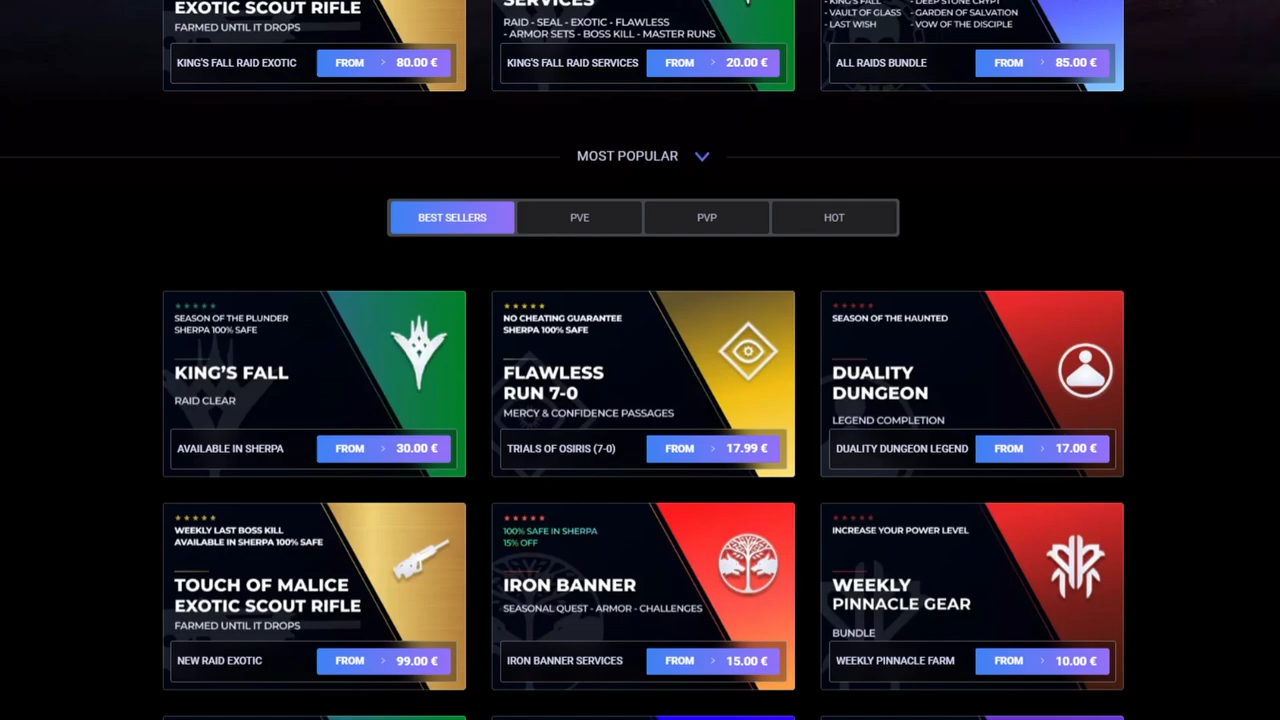 EXOTIC SCOUT RIFLE
FARMED UNTIL IT DROPS
KING'S FALL RAID EXOTIC
FROM > 80.00 €
SERVICES
RAID - SEAL - EXOTIC - FLAWLESS
- ARMOR SETS - BOSS KILL - MASTER RUNS
KING'S FALL RAID SERVICES
FROM > 20.00 €
- KING'S FALL - DEEP STONE CRYPT
- VAULT OF GLASS - GARDEN OF SALVATION
- LAST WISH - VOW OF THE DISCIPLE
ALL RAIDS BUNDLE
FROM > 85.00 €
MOST POPULAR
BEST SELLERS
PVE
PVP
HOT
SEASON OF THE PLUNDER
SHERPA 100% SAFE
KING'S FALL
RAID CLEAR
AVAILABLE IN SHERPA
FROM > 30.00 €
NO CHEATING GUARANTEE
SHERPA 100% SAFE
FLAWLESS
RUN 7-0
MERCY & CONFIDENCE PASSAGES
TRIALS OF OSIRIS (7-0)
FROM > 17.99 €
SEASON OF THE HAUNTED
DUALITY
DUNGEON
LEGEND COMPLETION
DUALITY DUNGEON LEGEND
FROM > 17.00 €
WEEKLY LAST BOSS KILL
AVAILABLE IN SHERPA 100% SAFE
TOUCH OF MALICE
EXOTIC SCOUT RIFLE
FARMED UNTIL IT DROPS
NEW RAID EXOTIC
FROM > 99.00 €
100% SAFE IN SHERPA
15% OFF
IRON BANNER
SEASONAL QUEST - ARMOR - CHALLENGES
IRON BANNER SERVICES
FROM > 15.00 €
INCREASE YOUR POWER LEVEL
WEEKLY
PINNACLE GEAR
BUNDLE
WEEKLY PINNACLE FARM
FROM > 10.00 €